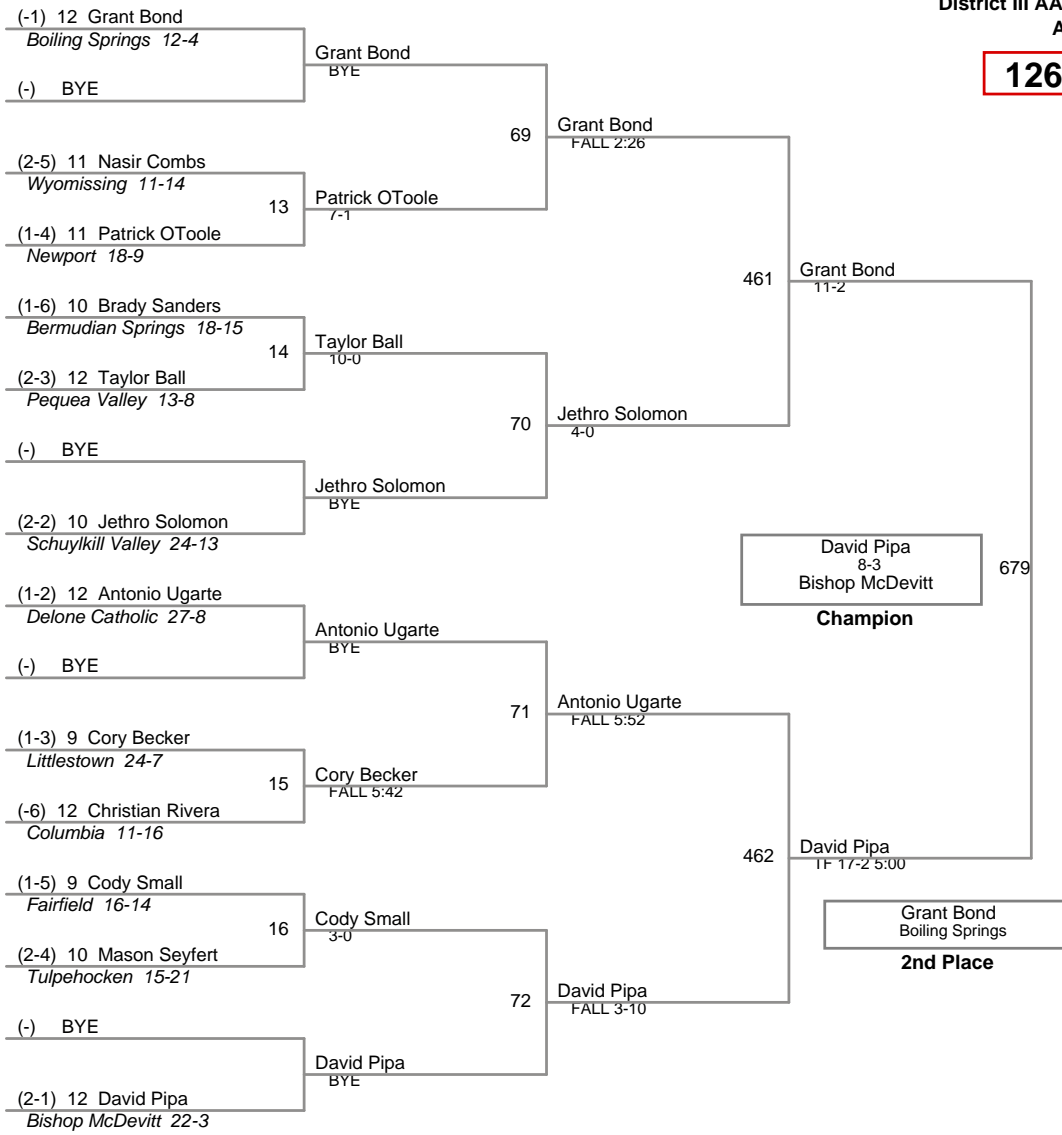 District III AA
A
126
(-1) 12 Grant Bond
Boiling Springs 12-4
(-) BYE
(2-5) 11 Nasir Combs
Wyomissing 11-14
(1-4) 11 Patrick OToole
Newport 18-9
(1-6) 10 Brady Sanders
Bermudian Springs 18-15
(2-3) 12 Taylor Ball
Pequea Valley 13-8
(-) BYE
(2-2) 10 Jethro Solomon
Schuylkill Valley 24-13
(1-2) 12 Antonio Ugarte
Delone Catholic 27-8
(-) BYE
(1-3) 9 Cory Becker
Littlestown 24-7
(-6) 12 Christian Rivera
Columbia 11-16
(1-5) 9 Cody Small
Fairfield 16-14
(2-4) 10 Mason Seyfert
Tulpehocken 15-21
(-) BYE
(2-1) 12 David Pipa
Bishop McDevitt 22-3
Grant Bond
BYE
13
Patrick OToole
7-1
14
Taylor Ball
10-0
Jethro Solomon
BYE
Antonio Ugarte
BYE
15
Cory Becker
FALL 5:42
16
Cody Small
3-0
David Pipa
BYE
69
Grant Bond
FALL 2:26
70
Jethro Solomon
4-0
71
Antonio Ugarte
FALL 5:52
72
David Pipa
FALL 3-10
461
Grant Bond
11-2
462
David Pipa
TF 17-2 5:00
679
David Pipa
8-3
Bishop McDevitt
Champion
Grant Bond
Boiling Springs
2nd Place